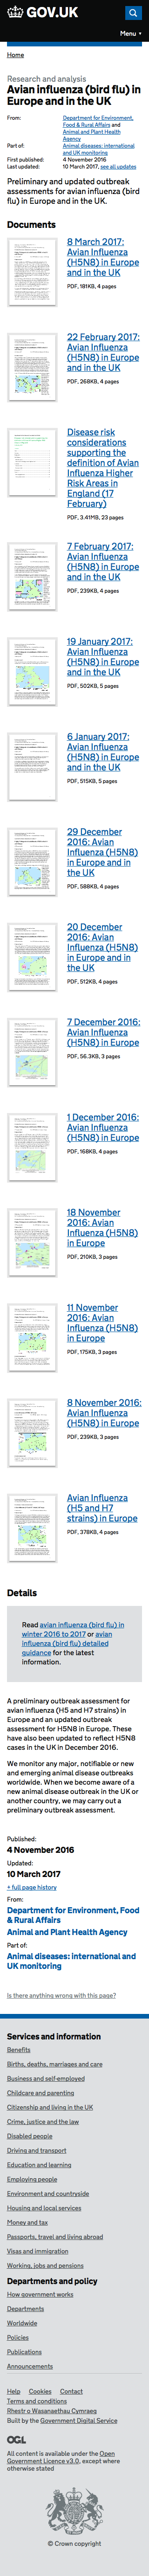 GOV.UK
Menu ▼
Home
Research and analysis
Avian influenza (bird flu) in
Europe and in the UK
From:
Department for Environment,
Food & Rural Affairs and
Animal and Plant Health
Agency
Part of:
Animal diseases: international
and UK monitoring
First published:
4 November 2016
Last updated:
10 March 2017, see all updates
Preliminary and updated outbreak
assessments for avian influenza (bird
flu) in Europe and in the UK.
Documents
8 March 2017:
Avian Influenza
(H5N8) in Europe
and in the UK
PDF, 181KB, 4 pages
22 February 2017:
Avian Influenza
(H5N8) in Europe
and in the UK
PDF, 268KB, 4 pages
Disease risk
considerations
supporting the
definition of Avian
Influenza Higher
Risk Areas in
England (17
February)
PDF, 3.41MB, 23 pages
7 February 2017:
Avian Influenza
(H5N8) in Europe
and in the UK
PDF, 239KB, 4 pages
19 January 2017:
Avian Influenza
(H5N8) in Europe
and in the UK
PDF, 502KB, 5 pages
6 January 2017:
Avian Influenza
(H5N8) in Europe
and in the UK
PDF, 515KB, 5 pages
29 December
2016: Avian
Influenza (H5N8)
in Europe and in
the UK
PDF, 588KB, 4 pages
20 December
2016: Avian
Influenza (H5N8)
in Europe and in
the UK
PDF, 512KB, 4 pages
7 December 2016:
Avian Influenza
(H5N8) in Europe
PDF, 56.3KB, 3 pages
1 December 2016:
Avian Influenza
(H5N8) in Europe
PDF, 168KB, 4 pages
18 November
2016: Avian
Influenza (H5N8)
in Europe
PDF, 210KB, 3 pages
11 November
2016: Avian
Influenza (H5N8)
in Europe
PDF, 175KB, 3 pages
8 November 2016:
Avian Influenza
(H5N8) in Europe
PDF, 239KB, 3 pages
Avian Influenza
(H5 and H7
strains) in Europe
PDF, 378KB, 4 pages
Details
Read avian influenza (bird flu) in
winter 2016 to 2017 or avian
influenza (bird flu) detailed
guidance for the latest
information.
A preliminary outbreak assessment for
avian influenza (H5 and H7 strains) in
Europe and an updated outbreak
assessment for H5N8 in Europe. These
have also been updated to reflect H5N8
cases in the UK in December 2016.
We monitor any major, notifiable or new
and emerging animal disease outbreaks
worldwide. When we become aware of a
new animal disease outbreak in the UK or
another country, we may carry out a
preliminary outbreak assessment.
Published:
4 November 2016
Updated:
10 March 2017
+ full page history
From:
Department for Environment, Food
& Rural Affairs
Animal and Plant Health Agency
Part of:
Animal diseases: international and
UK monitoring
Is there anything wrong with this page?
Services and information
Benefits
Births, deaths, marriages and care
Business and self-employed
Childcare and parenting
Citizenship and living in the UK
Crime, justice and the law
Disabled people
Driving and transport
Education and learning
Employing people
Environment and countryside
Housing and local services
Money and tax
Passports, travel and living abroad
Visas and immigration
Working, jobs and pensions
Departments and policy
How government works
Departments
Worldwide
Policies
Publications
Announcements
Help Cookies Contact
Terms and conditions
Rhestr o Wasanaethau Cymraeg
Built by the Government Digital Service
OGL
All content is available under the Open
Government Licence v3.0, except where
otherwise stated
© Crown copyright